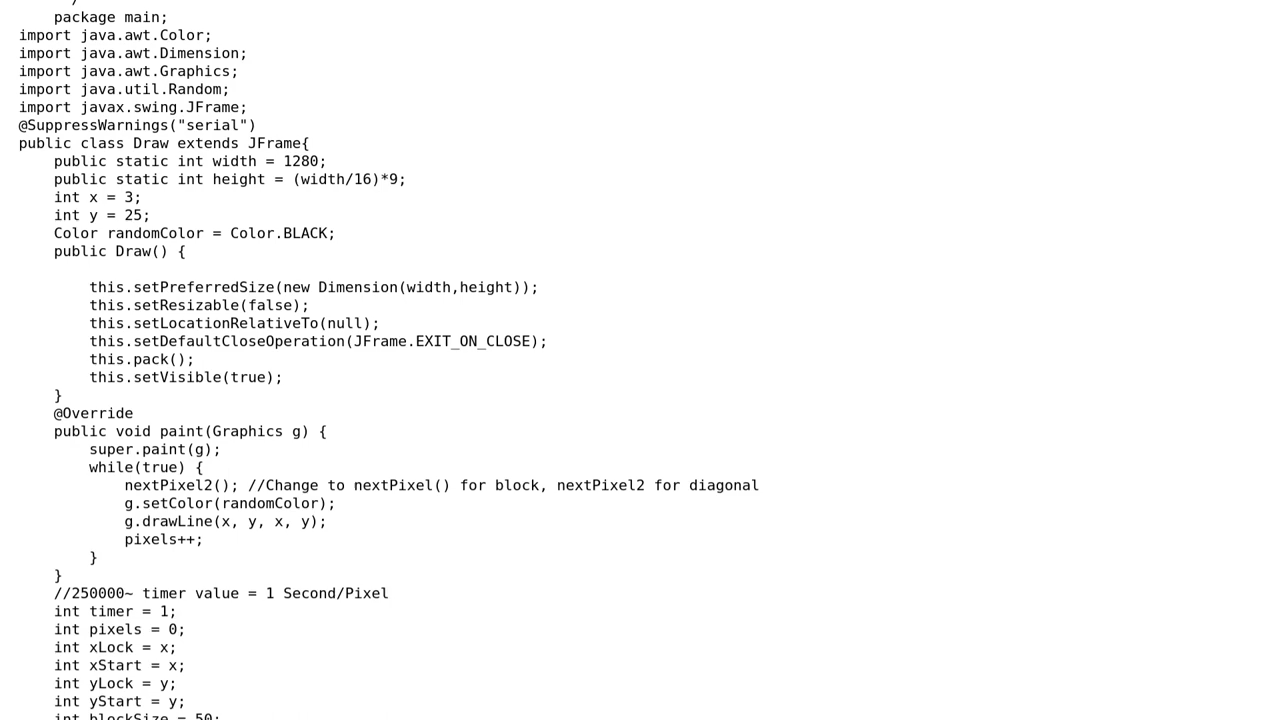 /
    package main;
import java.awt.Color;
import java.awt.Dimension;
import java.awt.Graphics;
import java.util.Random;
import javax.swing.JFrame;
@SuppressWarnings("serial")
public class Draw extends JFrame{
    public static int width = 1280;
    public static int height = (width/16)*9;
    int x = 3;
    int y = 25;
    Color randomColor = Color.BLACK;
    public Draw() {

        this.setPreferredSize(new Dimension(width,height));
        this.setResizable(false);
        this.setLocationRelativeTo(null);
        this.setDefaultCloseOperation(JFrame.EXIT_ON_CLOSE);
        this.pack();
        this.setVisible(true);
    }
    @Override
    public void paint(Graphics g) {
        super.paint(g);
        while(true) {
            nextPixel2(); //Change to nextPixel() for block, nextPixel2 for diagonal
            g.setColor(randomColor);
            g.drawLine(x, y, x, y);
            pixels++;
        }
    }
    //250000~ timer value = 1 Second/Pixel
    int timer = 1;
    int pixels = 0;
    int xLock = x;
    int xStart = x;
    int yLock = y;
    int yStart = y;
    int blockSize = 50;